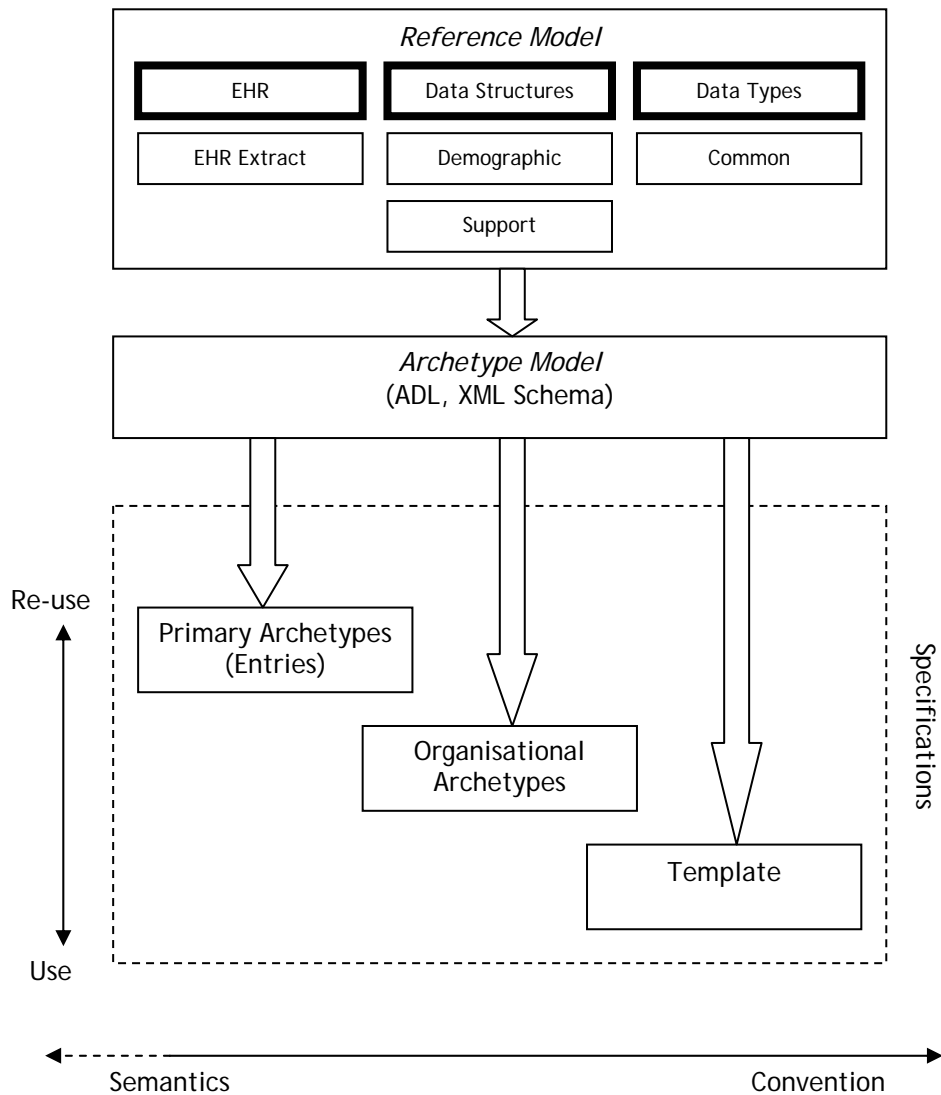 Reference Model
EHR
Data Structures
Data Types
EHR Extract
Demographic
Common
Support
Archetype Model
(ADL, XML Schema)
Re-use
Primary Archetypes
(Entries)
Specifications
Organisational
Archetypes
Template
Use
Semantics
Convention